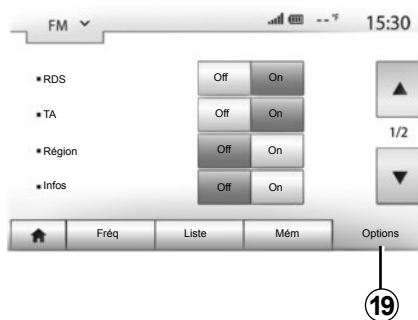 FM --°F 15:30
RDS Off On
TA Off On
1/2
Région Off On
Infos Off On
Fréq Liste Mém Options
19